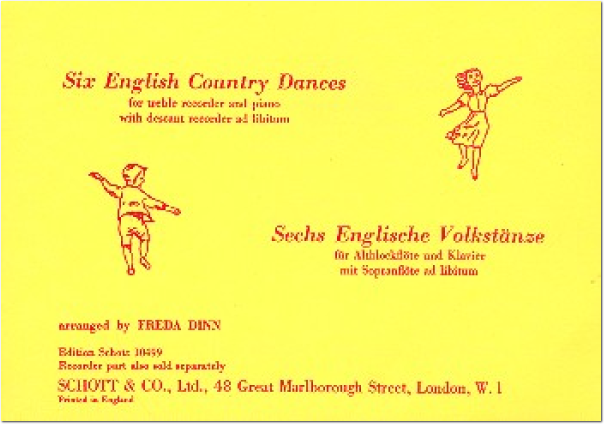 Six English Country Dances
for treble recorder and piano
with descant recorder ad libitum
Sechs Englische Volkstänze
für Altblockflöte und Klavier
mit Sopranflöte ad libitum
arranged by FREDA DINN
Edition Schott 10499
Recorder part also sold separately
SCHOTT & CO., Ltd., 48 Great Marlborough Street, London, W. 1
Printed in England